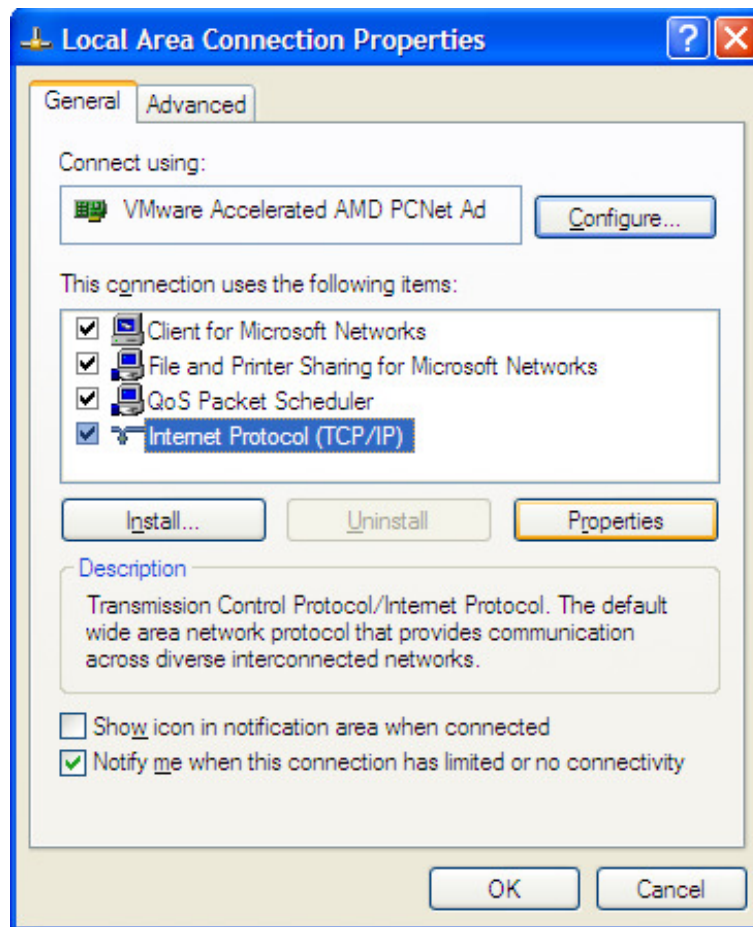 Local Area Connection Properties
General Advanced
Connect using:
VMware Accelerated AMD PCNet Ad
Configure...
This connection uses the following items:
Client for Microsoft Networks
File and Printer Sharing for Microsoft Networks
QoS Packet Scheduler
Internet Protocol (TCP/IP)
Install... Uninstall Properties
Description
Transmission Control Protocol/Internet Protocol. The default
wide area network protocol that provides communication
across diverse interconnected networks.
Show icon in notification area when connected
Notify me when this connection has limited or no connectivity
OK Cancel